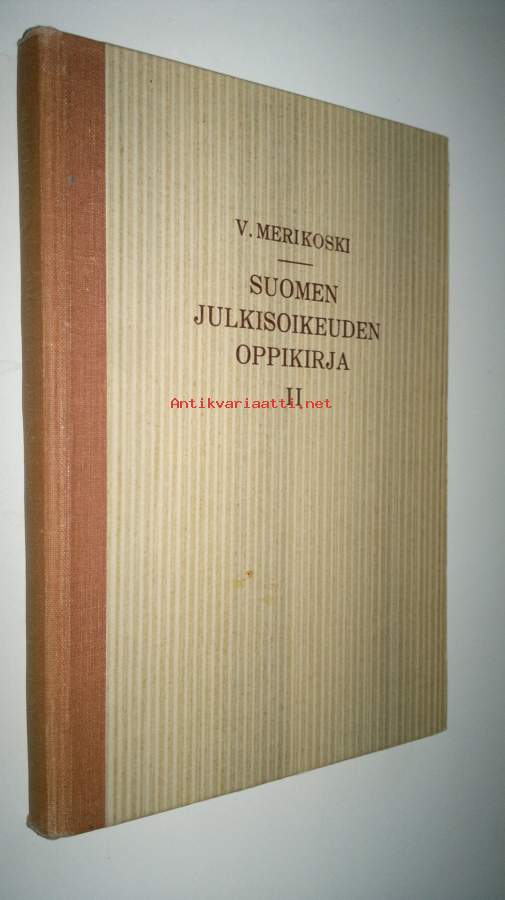 V. MERIKOSKI
SUOMEN
JULKISOIKEUDEN
OPPIKIRJA
II
Antikvariaatti.net